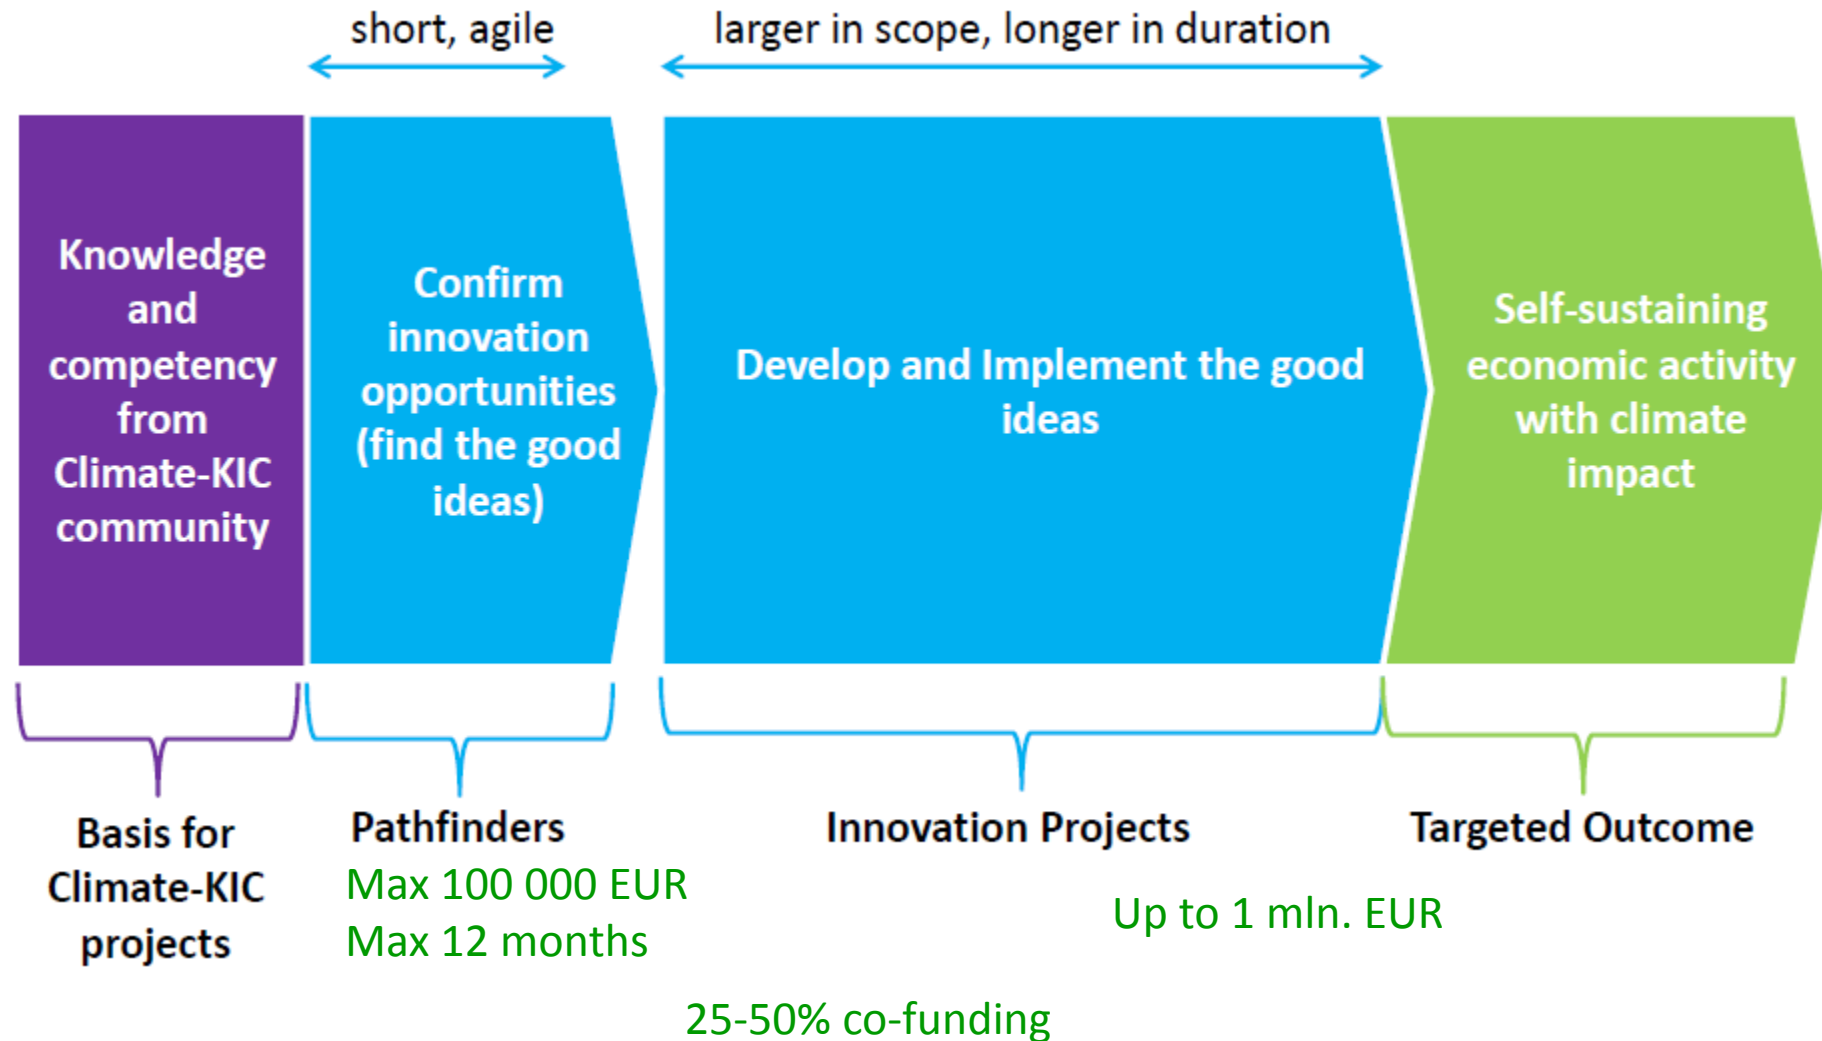 short, agile
larger in scope, longer in duration
Knowledge
and
competency
from
Climate-KIC
community
Confirm
innovation
opportunities
(find the good
ideas)
Develop and Implement the good
ideas
Self-sustaining
economic activity
with climate
impact
Basis for
Climate-KIC
projects
Pathfinders
Max 100 000 EUR
Max 12 months
Innovation Projects
Up to 1 mln. EUR
Targeted Outcome
25-50% co-funding